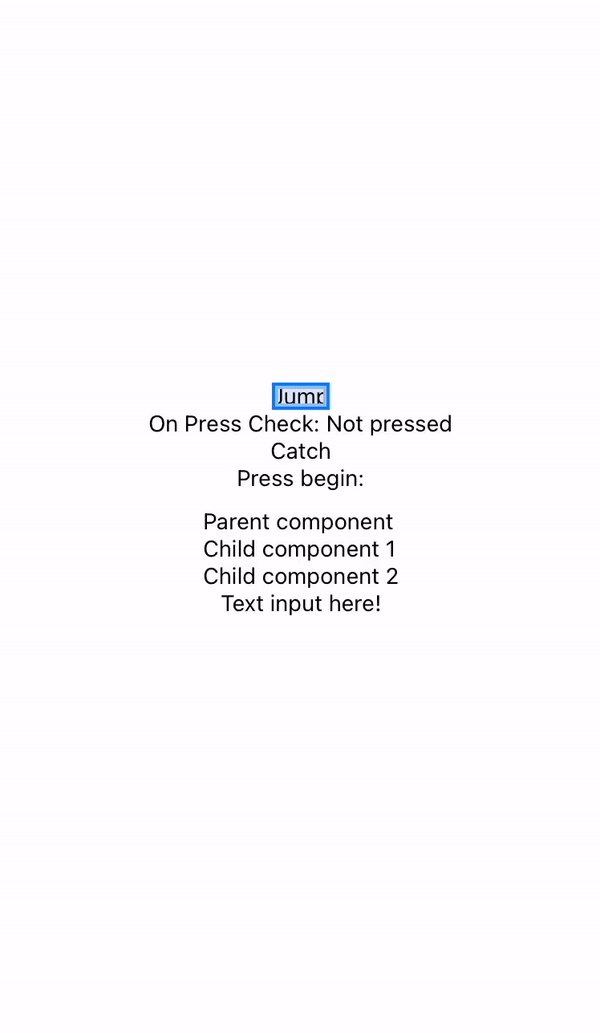 Jump
On Press Check: Not pressed
Catch
Press begin:
Parent component
Child component 1
Child component 2
Text input here!